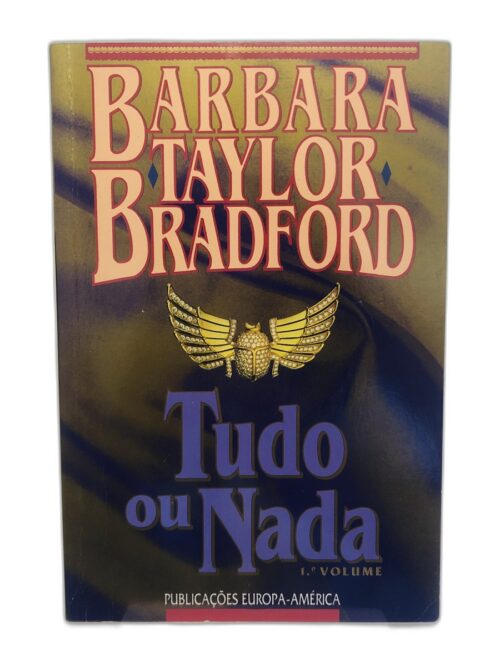 BARBARA
TAYLOR
BRADFORD
Tudo
ou Nada
1.º VOLUME
PUBLICAÇÕES EUROPA-AMÉRICA